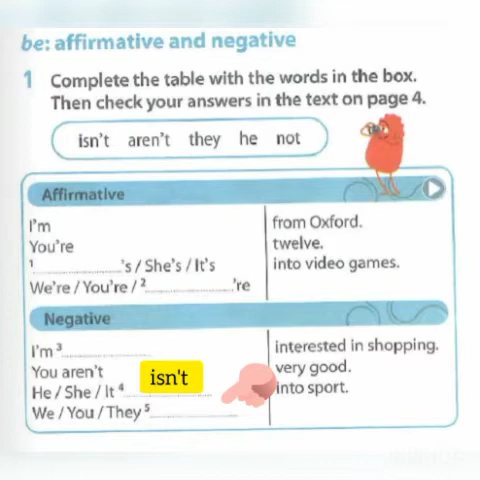 be: affirmative and negative
1 Complete the table with the words in the box.
Then check your answers in the text on page 4.
isn't aren't they he not
Affirmative
I'm
from Oxford.
You're
twelve.
1 ............'s / She's / It's
into video games.
We're / You're / 2 ............'re
Negative
I'm 3 ............
interested in shopping.
You aren't
very good.
isn't
He / She / It 4 ............
into sport.
We / You / They 5 ............